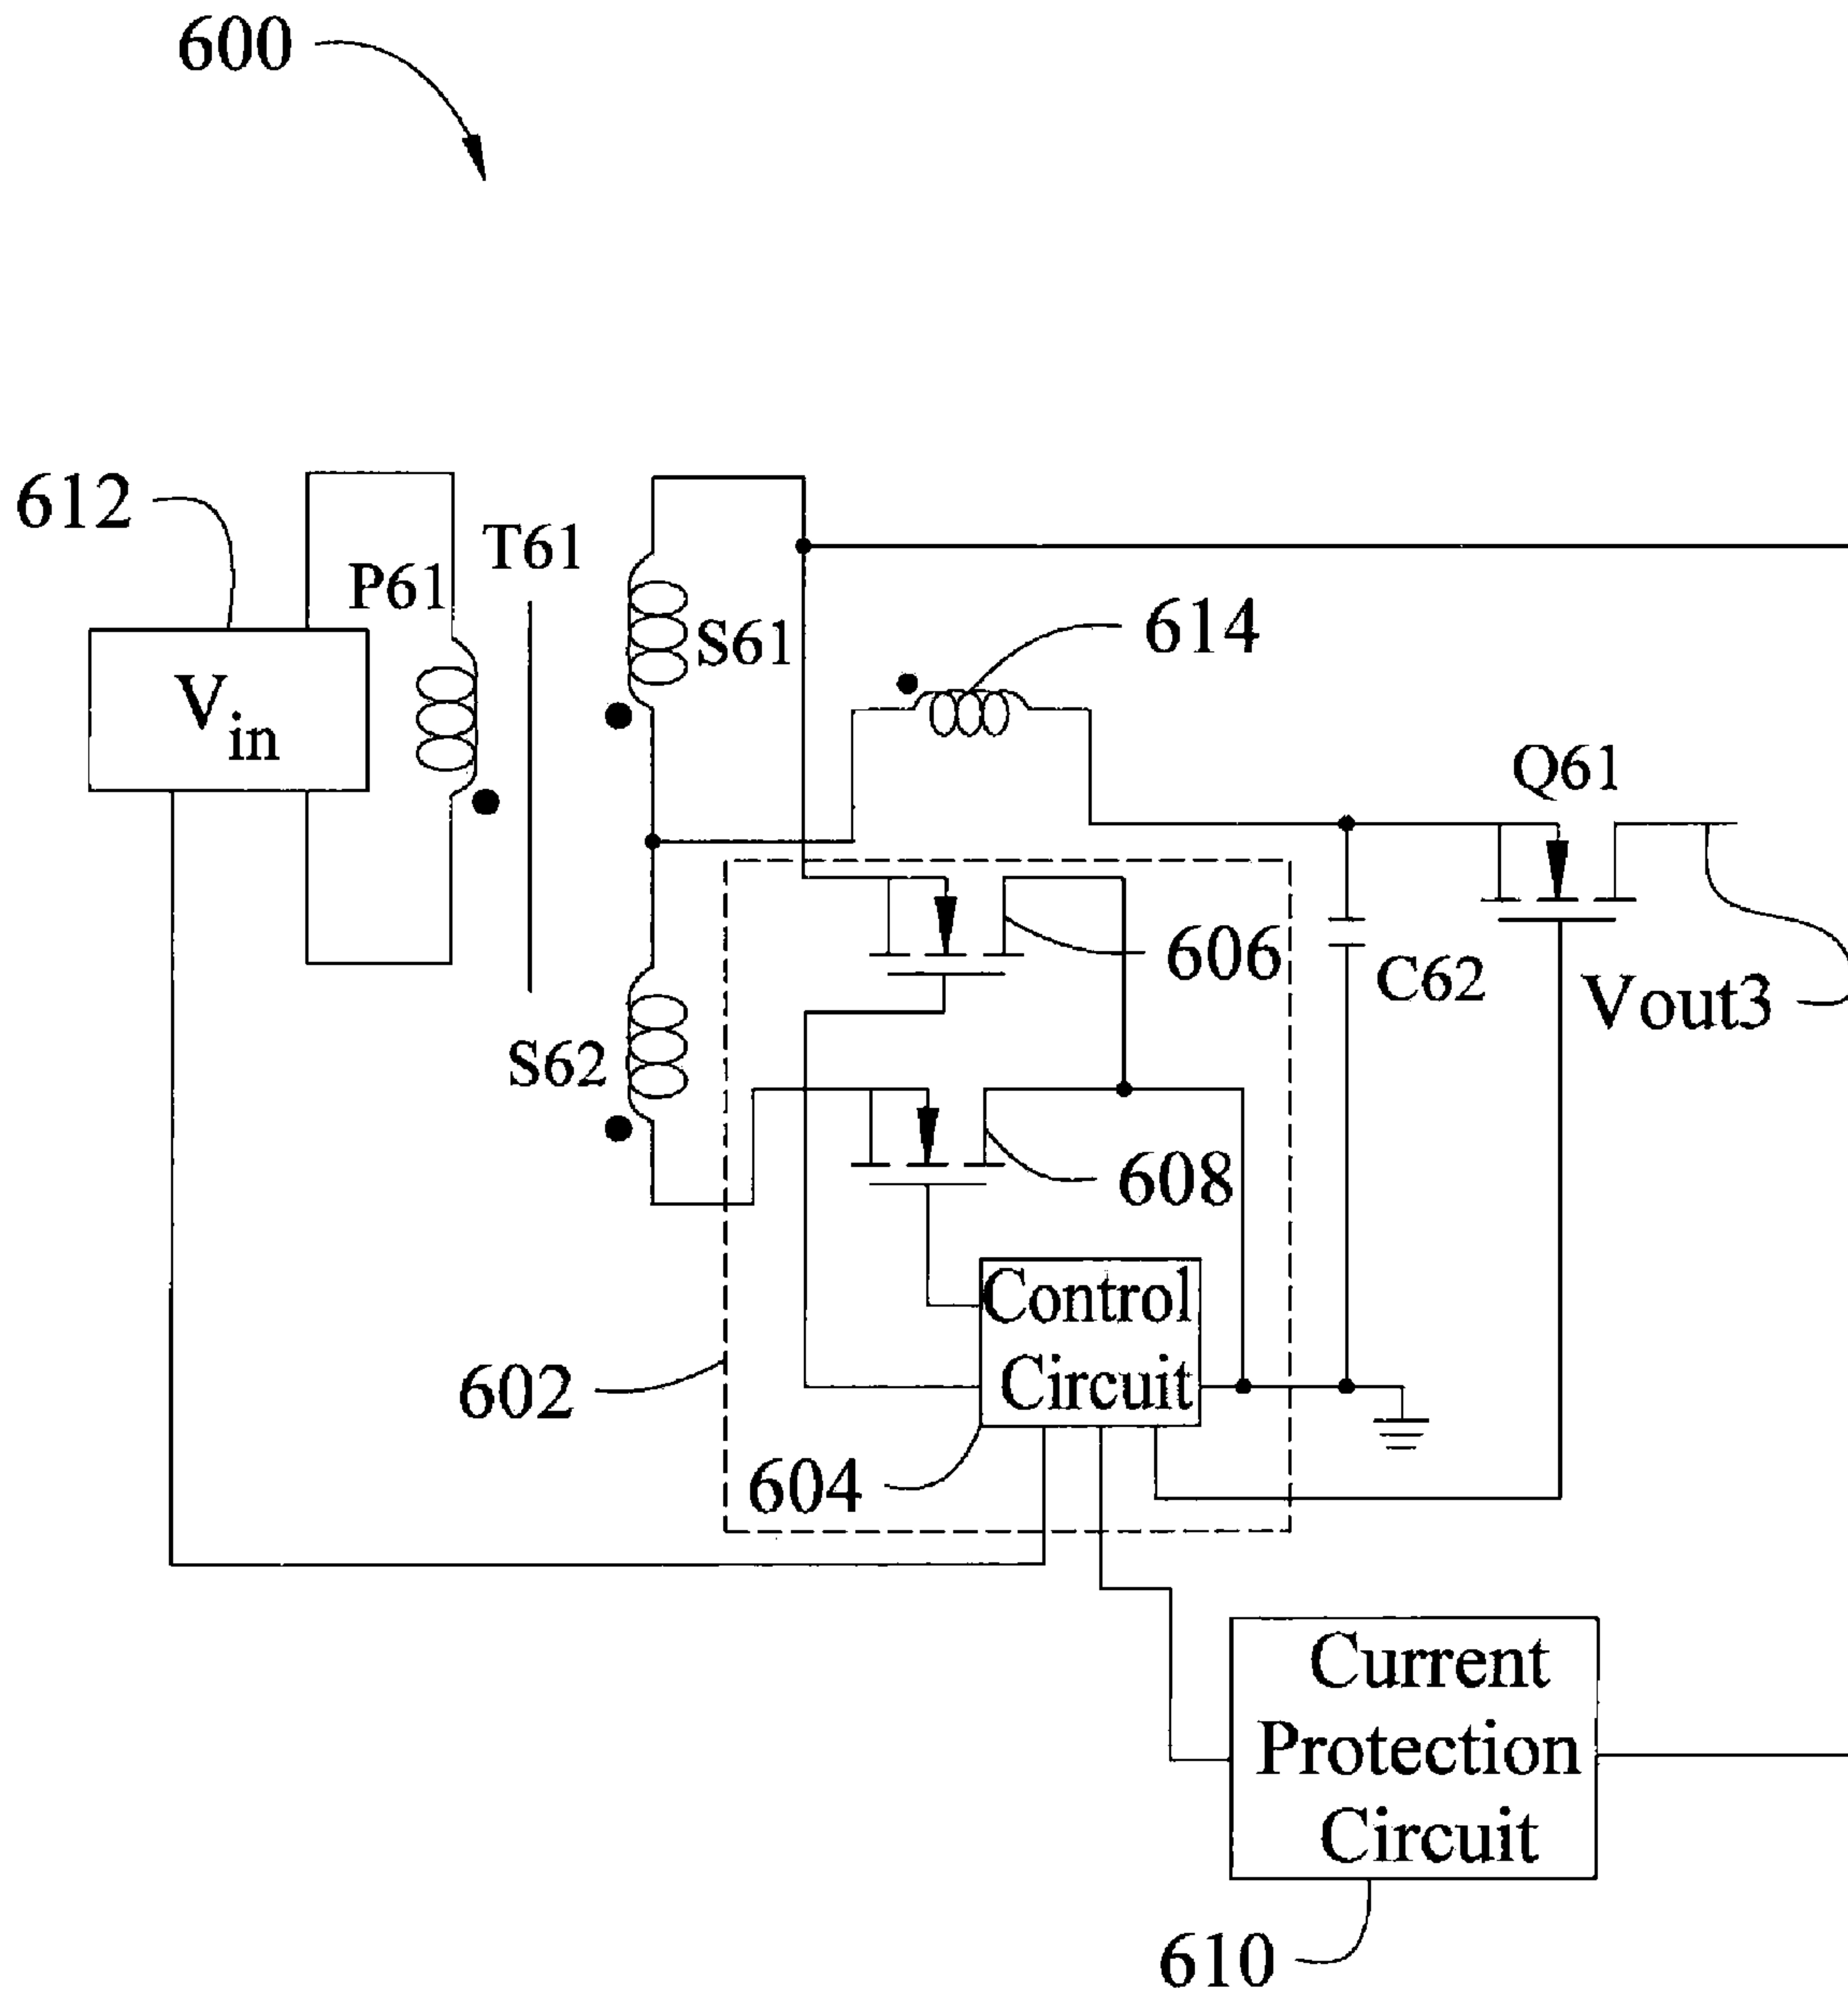 600
612
T61
P61
S61
614
Vin
Q61
606
C62
Vout3
S62
608
Control
Circuit
602
604
Current
Protection
Circuit
610